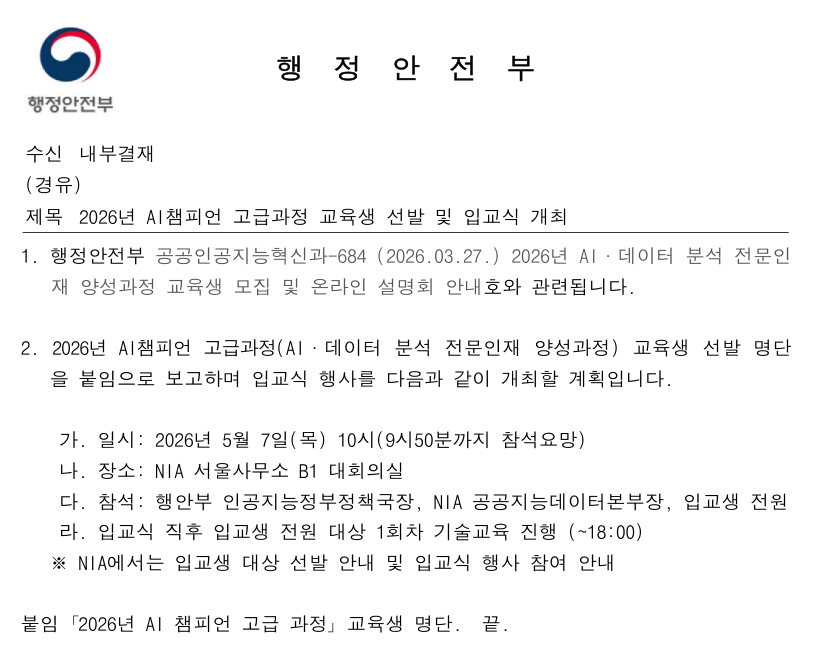 행정안전부
행 정 안 전 부
수신 내부결재
(경유)
제목 2026년 AI챔피언 고급과정 교육생 선발 및 입교식 개최
1. 행정안전부 공공인공지능혁신과-684 (2026.03.27.) 2026년 AI·데이터 분석 전문인
재 양성과정 교육생 모집 및 온라인 설명회 안내호와 관련됩니다.
2. 2026년 AI챔피언 고급과정(AI·데이터 분석 전문인재 양성과정) 교육생 선발 명단
을 붙임으로 보고하며 입교식 행사를 다음과 같이 개최할 계획입니다.
가. 일시: 2026년 5월 7일(목) 10시(9시50분까지 참석요망)
나. 장소: NIA 서울사무소 B1 대회의실
다. 참석: 행안부 인공지능정부정책국장, NIA 공공지능데이터본부장, 입교생 전원
라. 입교식 직후 입교생 전원 대상 1회차 기술교육 진행 (~18:00)
※ NIA에서는 입교생 대상 선발 안내 및 입교식 행사 참여 안내
붙임 「2026년 AI 챔피언 고급 과정」 교육생 명단. 끝.